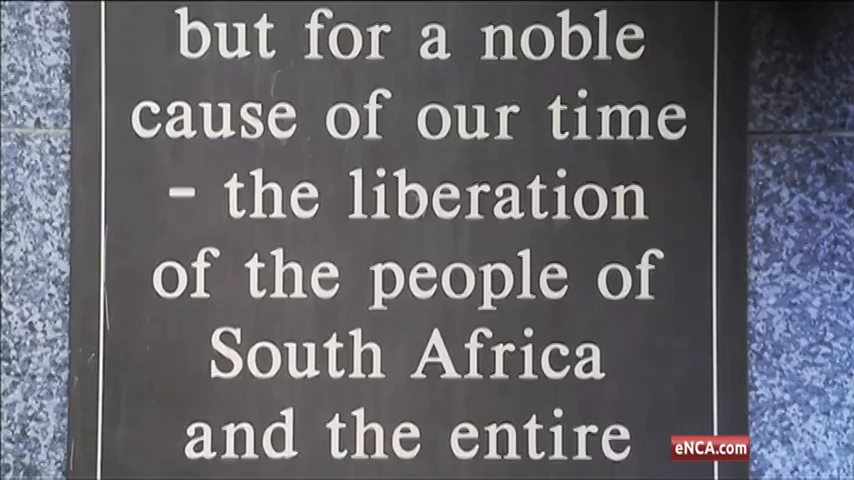 but for a noble
cause of our time
- the liberation
of the people of
South Africa
and the entire
eNCA.com